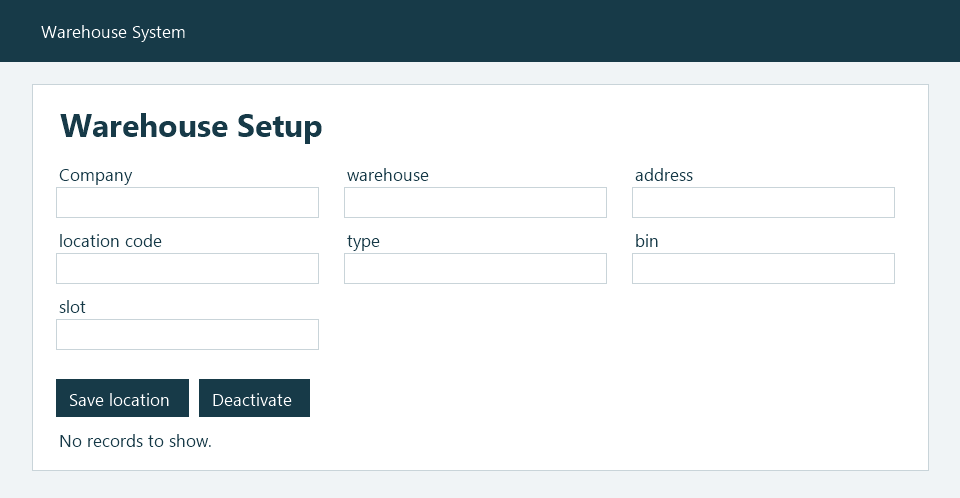 Warehouse System
Warehouse Setup
Company
warehouse
address
location code
type
bin
slot
Save location
Deactivate
No records to show.